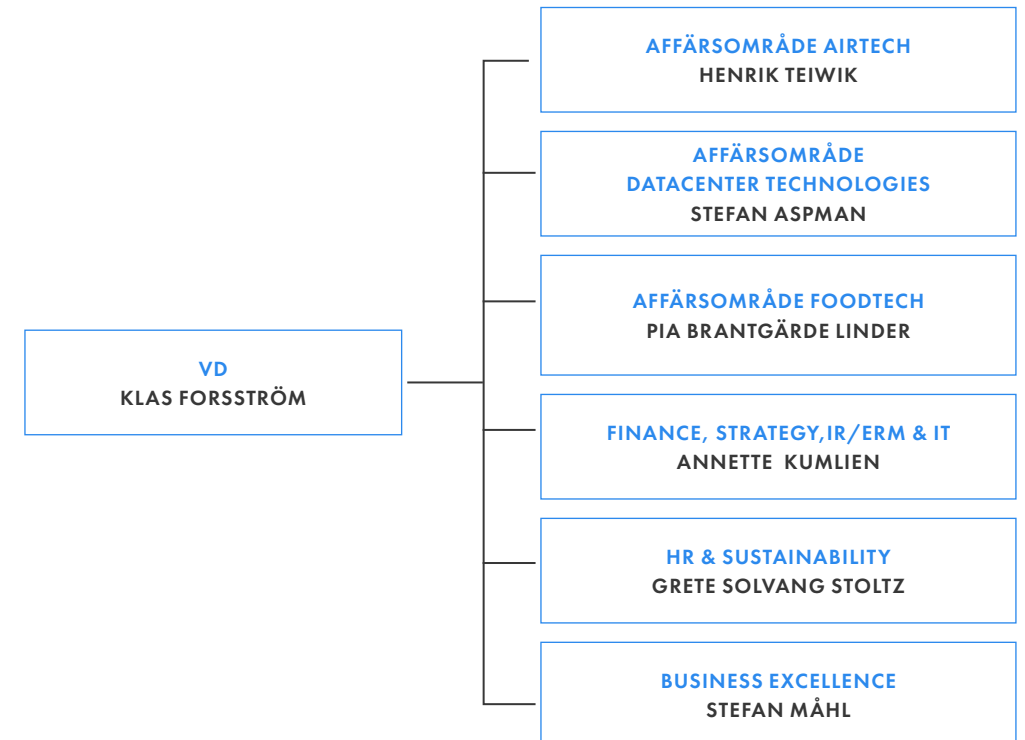 AFFÄRSOMRÅDE AIRTECH
HENRIK TEIWIK
AFFÄRSOMRÅDE
DATACENTER TECHNOLOGIES
STEFAN ASPMAN
AFFÄRSOMRÅDE FOODTECH
PIA BRANTGÄRDE LINDER
VD
KLAS FORSSTRÖM
FINANCE, STRATEGY,IR/ERM & IT
ANNETTE KUMLIEN
HR & SUSTAINABILITY
GRETE SOLVANG STOLTZ
BUSINESS EXCELLENCE
STEFAN MÅHL